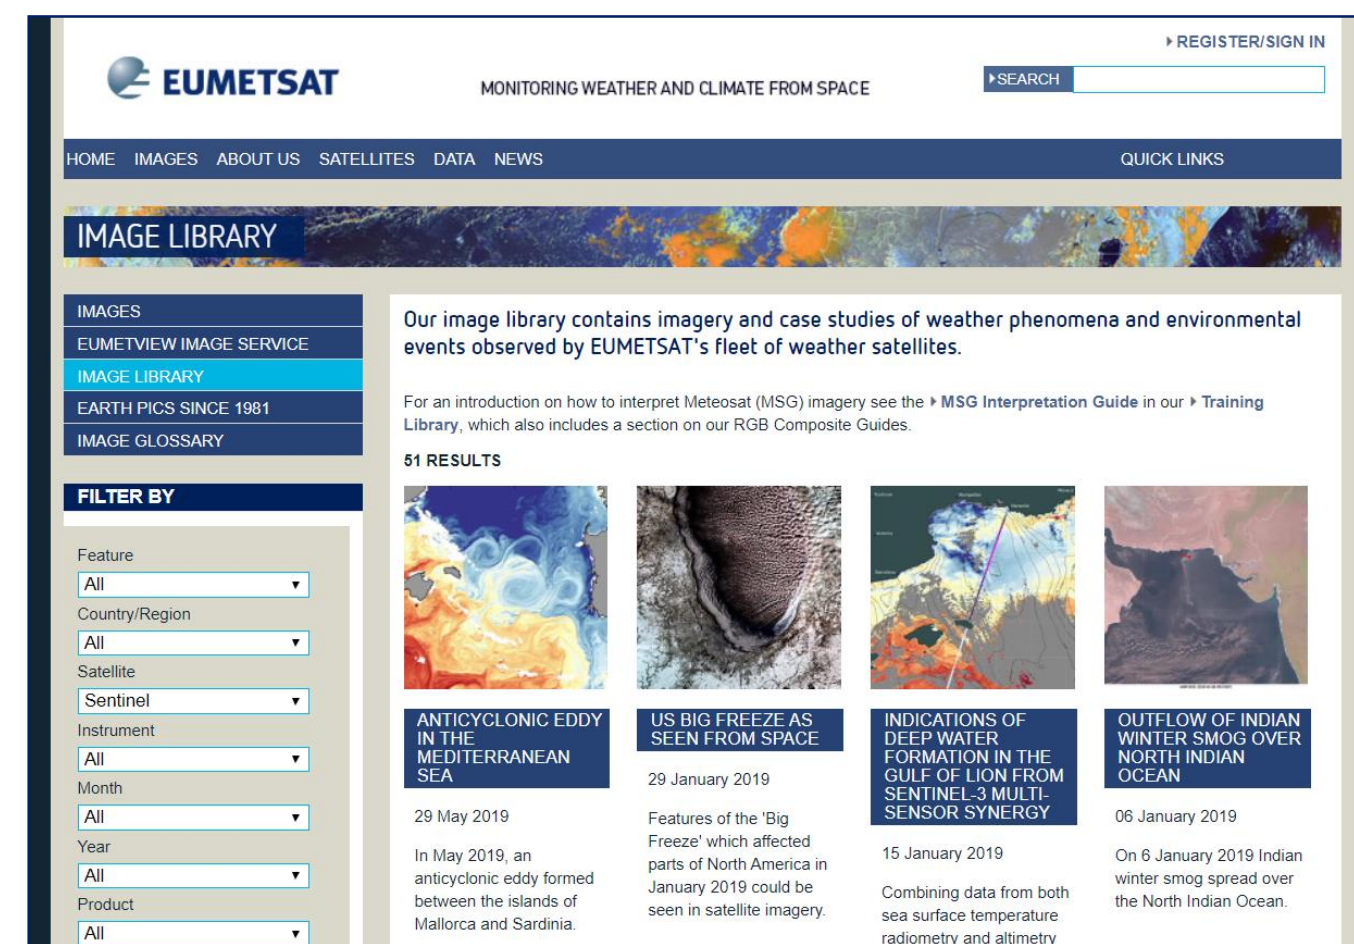 REGISTER/SIGN IN
EUMETSAT
MONITORING WEATHER AND CLIMATE FROM SPACE
SEARCH
HOME IMAGES ABOUT US SATELLITES DATA NEWS QUICK LINKS
IMAGE LIBRARY
IMAGES
EUMETVIEW IMAGE SERVICE
IMAGE LIBRARY
EARTH PICS SINCE 1981
IMAGE GLOSSARY
FILTER BY
Feature
All
Country/Region
All
Satellite
Sentinel
Instrument
All
Month
All
Year
All
Product
All
Our image library contains imagery and case studies of weather phenomena and environmental
events observed by EUMETSAT's fleet of weather satellites.
For an introduction on how to interpret Meteosat (MSG) imagery see the MSG Interpretation Guide in our Training
Library, which also includes a section on our RGB Composite Guides.
51 RESULTS
ANTICYCLONIC EDDY
IN THE
MEDITERRANEAN
SEA
29 May 2019
In May 2019, an
anticyclonic eddy formed
between the islands of
Mallorca and Sardinia.
US BIG FREEZE AS
SEEN FROM SPACE
29 January 2019
Features of the 'Big
Freeze' which affected
parts of North America in
January 2019 could be
seen in satellite imagery.
INDICATIONS OF
DEEP WATER
FORMATION IN THE
GULF OF LION FROM
SENTINEL-3 MULTI-
SENSOR SYNERGY
15 January 2019
Combining data from both
sea surface temperature
radiometry and altimetry
OUTFLOW OF INDIAN
WINTER SMOG OVER
NORTH INDIAN
OCEAN
06 January 2019
On 6 January 2019 Indian
winter smog spread over
the North Indian Ocean.